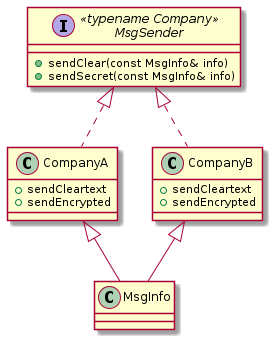 I
«typename Company»
MsgSender
sendClear(const MsgInfo& info)
sendSecret(const MsgInfo& info)
C CompanyA
sendCleartext
sendEncrypted
C CompanyB
sendCleartext
sendEncrypted
C MsgInfo